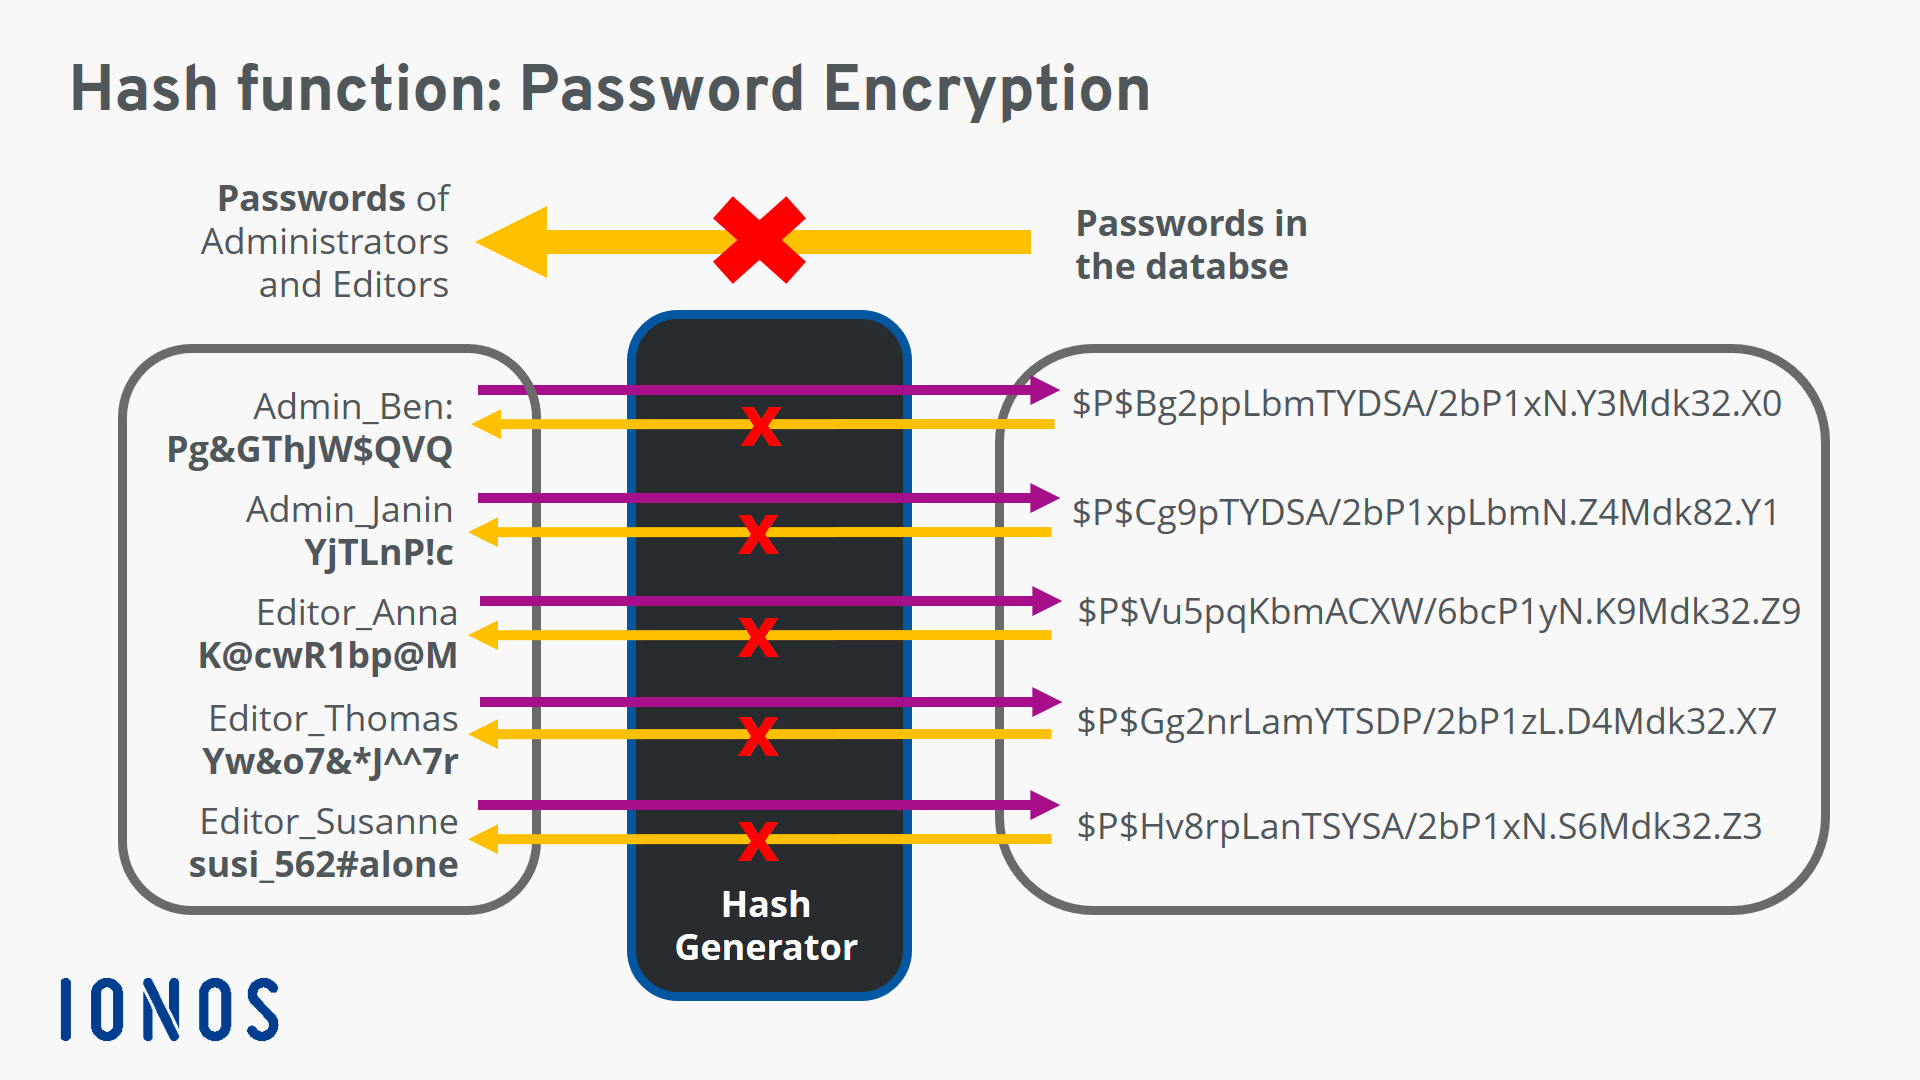 Hash function: Password Encryption
Passwords of
Administrators
and Editors
Passwords in
the databse
Admin_Ben:
Pg&GThJW$QVQ
$P$Bg2ppLbmTYDSA/2bP1xN.Y3Mdk32.X0
Admin_Janin
YjTLnP!c
$P$Cg9pTYDSA/2bP1xpLbmN.Z4Mdk82.Y1
Editor_Anna
K@cwR1bp@M
$P$Vu5pqKbmACXW/6bcP1yN.K9Mdk32.Z9
Editor_Thomas
Yw&o7&*J^^7r
$P$Gg2nrLamYTSDP/2bP1zL.D4Mdk32.X7
Editor_Susanne
susi_562#alone
$P$Hv8rpLanTSYSA/2bP1xN.S6Mdk32.Z3
Hash
Generator
IONOS